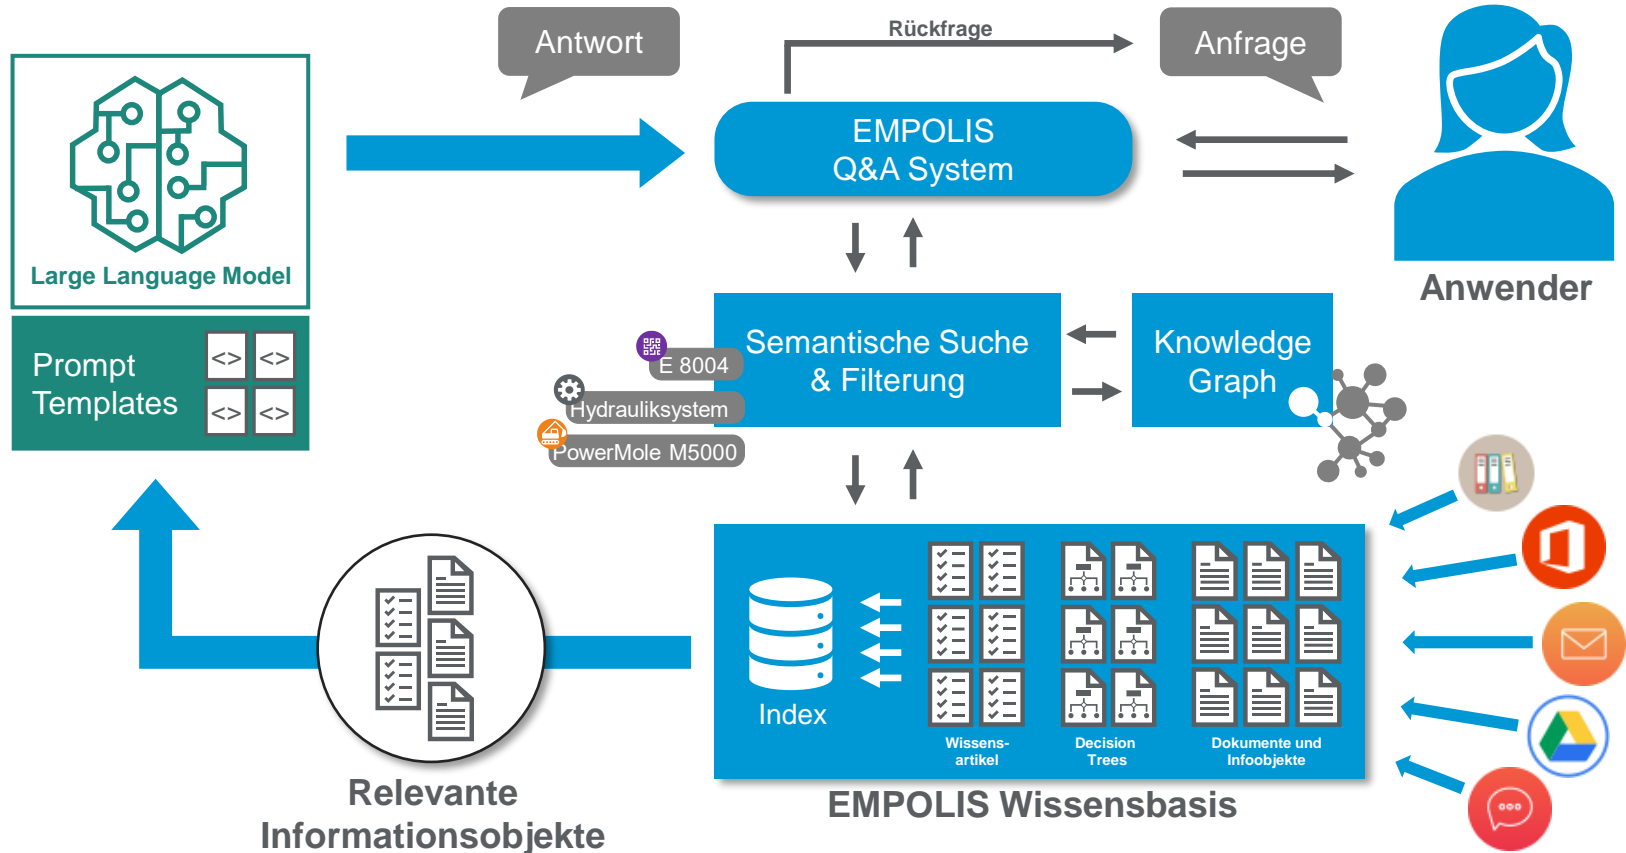 Antwort
Rückfrage
Anfrage
EMPOLIS
Q&A System
Large Language Model
Anwender
Prompt
Templates
<> <>
<> <>
Semantische Suche
& Filterung
Knowledge
Graph
E 8004
Hydrauliksystem
PowerMole M5000
Index
Wissens-
artikel
Decision
Trees
Dokumente und
Infoobjekte
Relevante
Informationsobjekte
EMPOLIS Wissensbasis